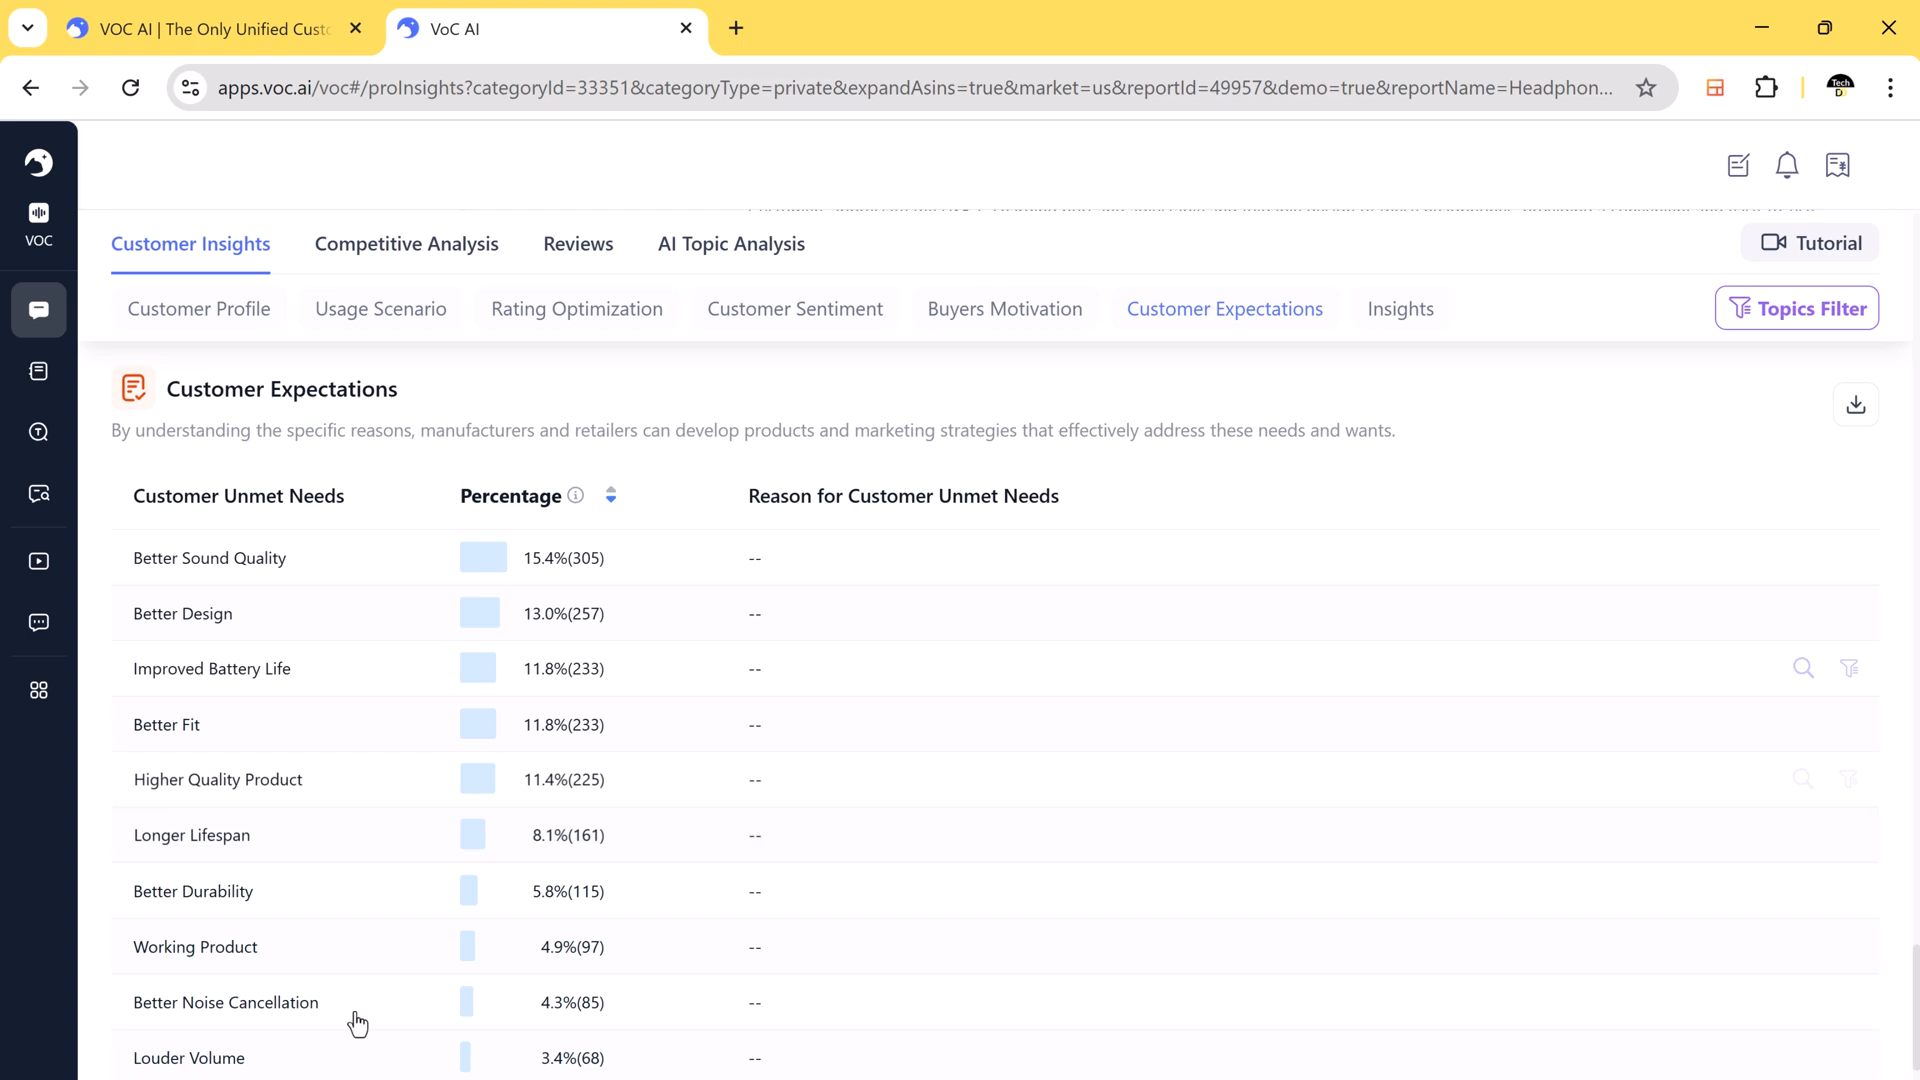 VOC AI | The Only Unified Custo
VoC AI
apps.voc.ai/voc#/proInsights?categoryId=33351&categoryType=private&expandAsins=true&market=us&reportId=49957&demo=true&reportName=Headphon...
Tech
D
VOC
Customer Insights
Competitive Analysis
Reviews
AI Topic Analysis
Tutorial
Customer Profile
Usage Scenario
Rating Optimization
Customer Sentiment
Buyers Motivation
Customer Expectations
Insights
Topics Filter
Customer Expectations
By understanding the specific reasons, manufacturers and retailers can develop products and marketing strategies that effectively address these needs and wants.
Customer Unmet Needs Percentage Reason for Customer Unmet Needs
Better Sound Quality 15.4%(305) --
Better Design 13.0%(257) --
Improved Battery Life 11.8%(233) --
Better Fit 11.8%(233) --
Higher Quality Product 11.4%(225) --
Longer Lifespan 8.1%(161) --
Better Durability 5.8%(115) --
Working Product 4.9%(97) --
Better Noise Cancellation 4.3%(85) --
Louder Volume 3.4%(68) --